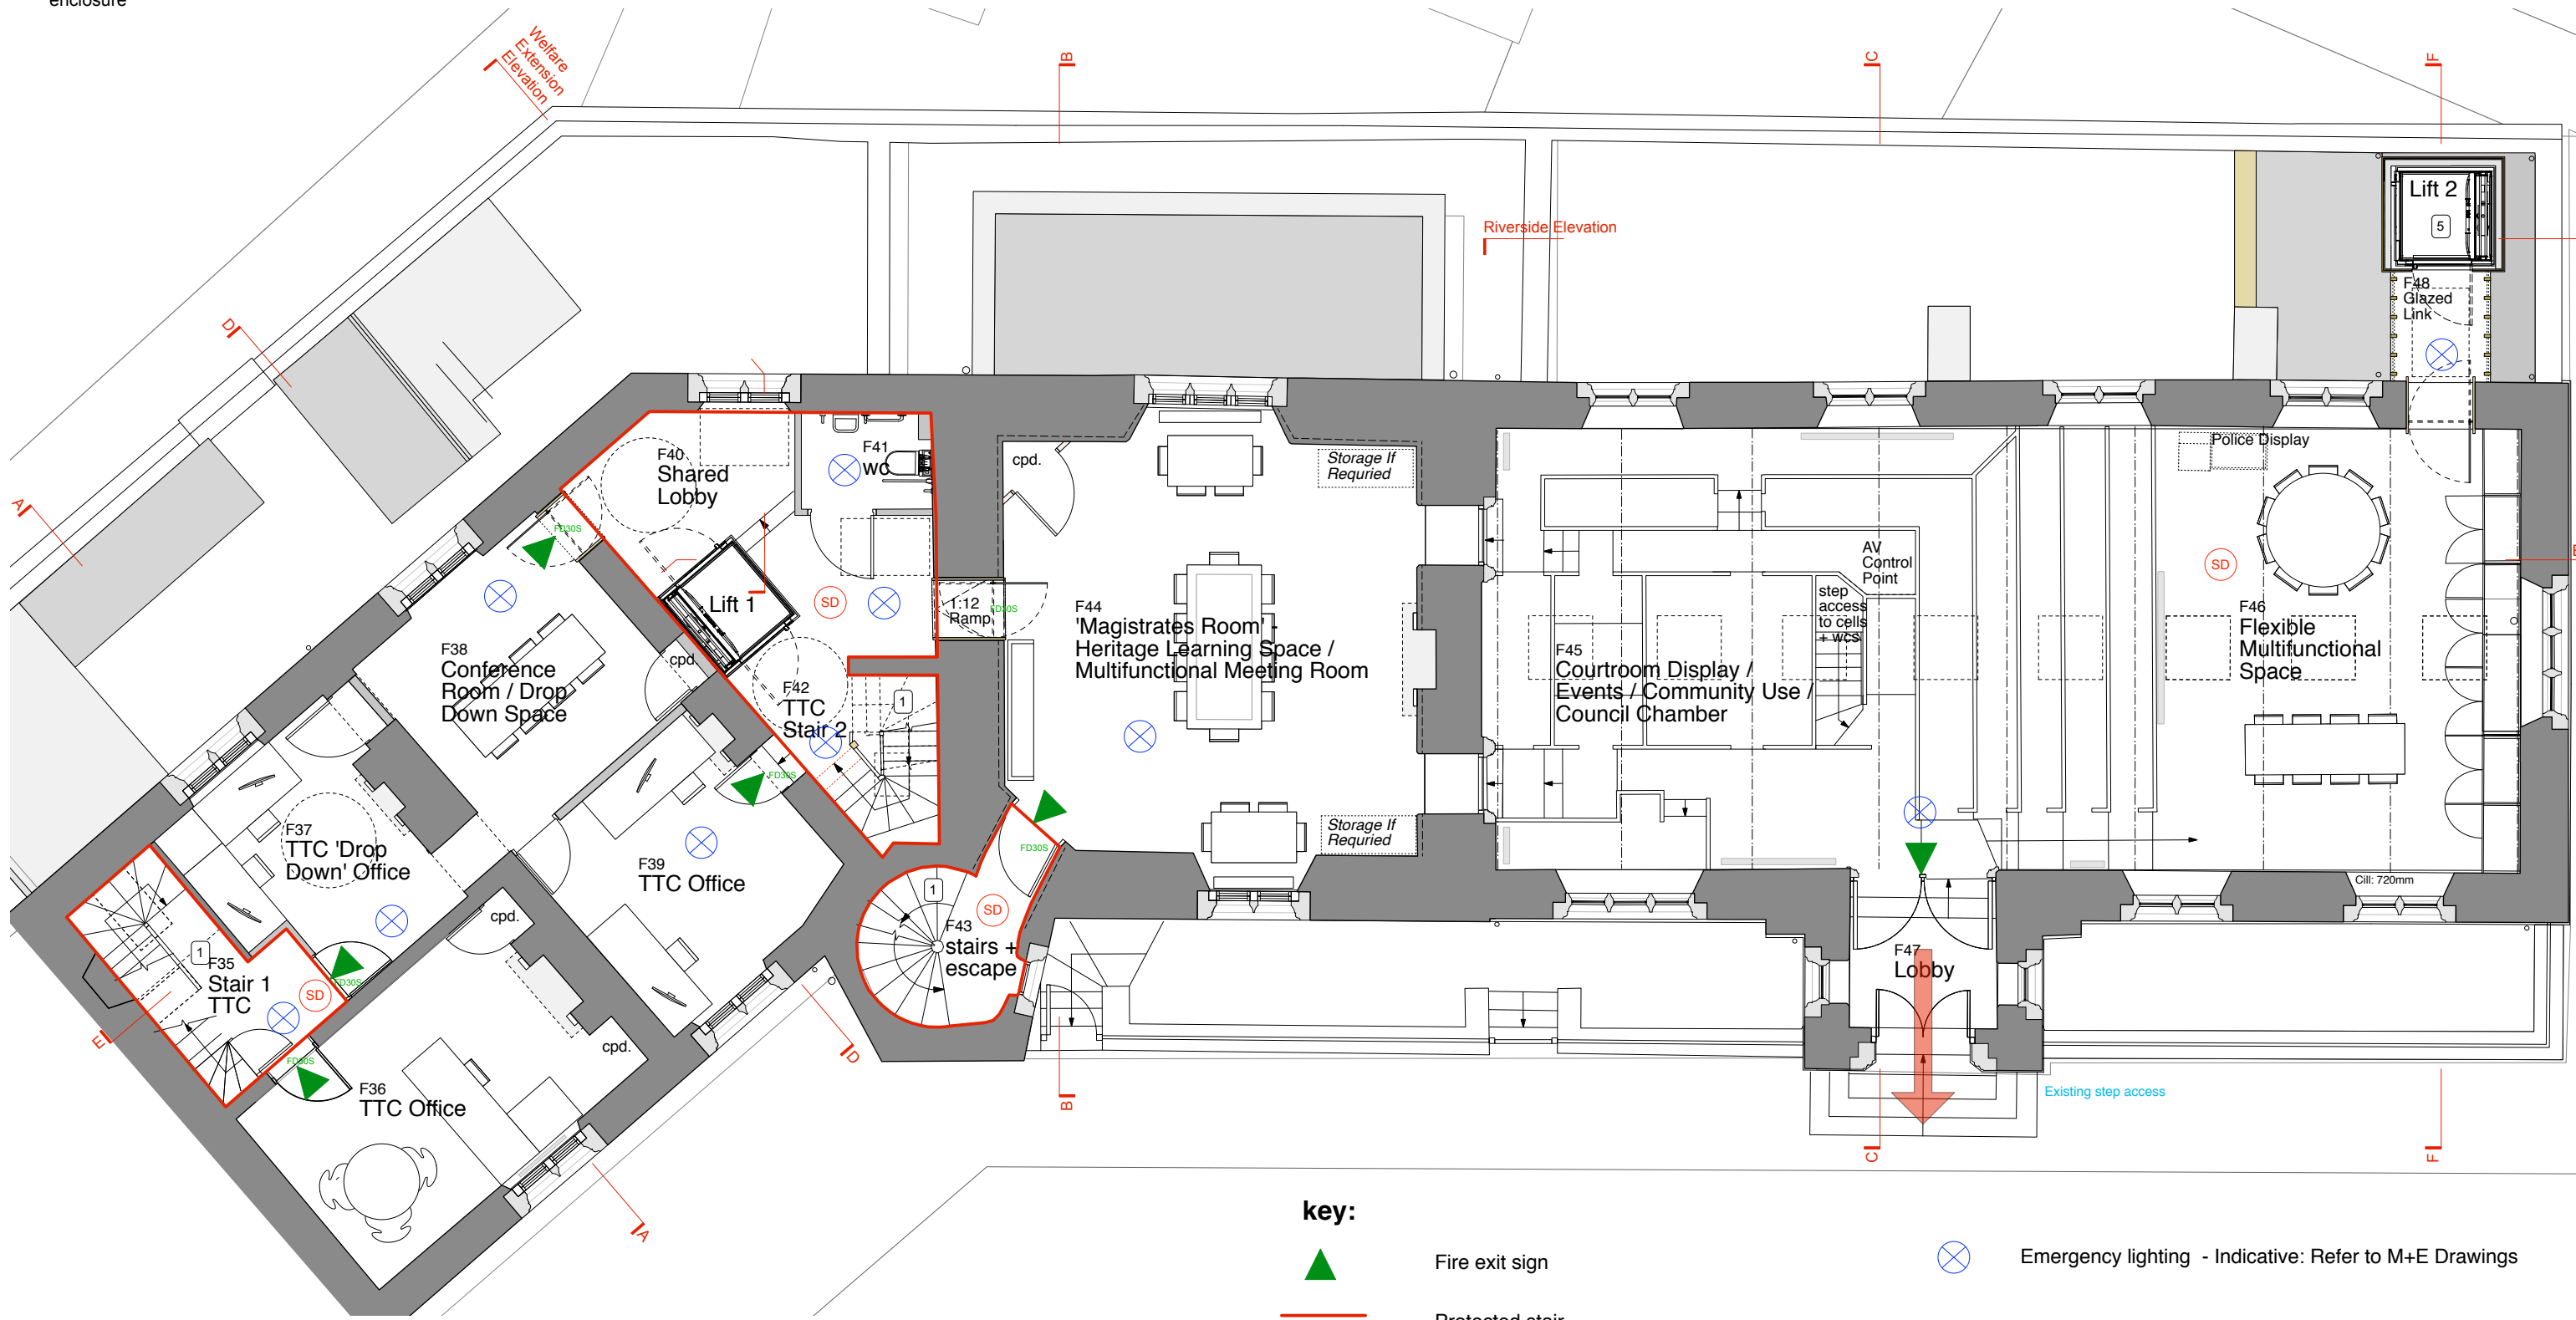 enclosure
Welfare
Extension
Elevation
B
C
F
Lift 2
5
Riverside Elevation
F48
Glazed
Link
D
A
F40
Shared
Lobby
F41
wc
cpd.
Storage If
Requried
Police Display
FD30S
AV
Control
Point
SD
E
Lift 1
SD
1:12
Ramp
FD30S
F44
'Magistrates Room' -
Heritage Learning Space /
Multifunctional Meeting Room
step
access
to cells
+ wcs
F46
Flexible
Multifunctional
Space
F38
Conference
Room / Drop
Down Space
cpd.
F45
Courtroom Display /
Events / Community Use /
Council Chamber
F42
TTC
Stair 2
1
FD30S
F37
TTC 'Drop
Down' Office
F39
TTC Office
Storage If
Requried
FD30S
Cill: 720mm
cpd.
1
SD
F43
stairs +
escape
1
F35
Stair 1
TTC
SD
FD30S
F47
Lobby
E
cpd.
D
FD30S
F36
TTC Office
B
Existing step access
C
F
A
key:
Fire exit sign
Emergency lighting - Indicative: Refer to M+E Drawings
Protected stair